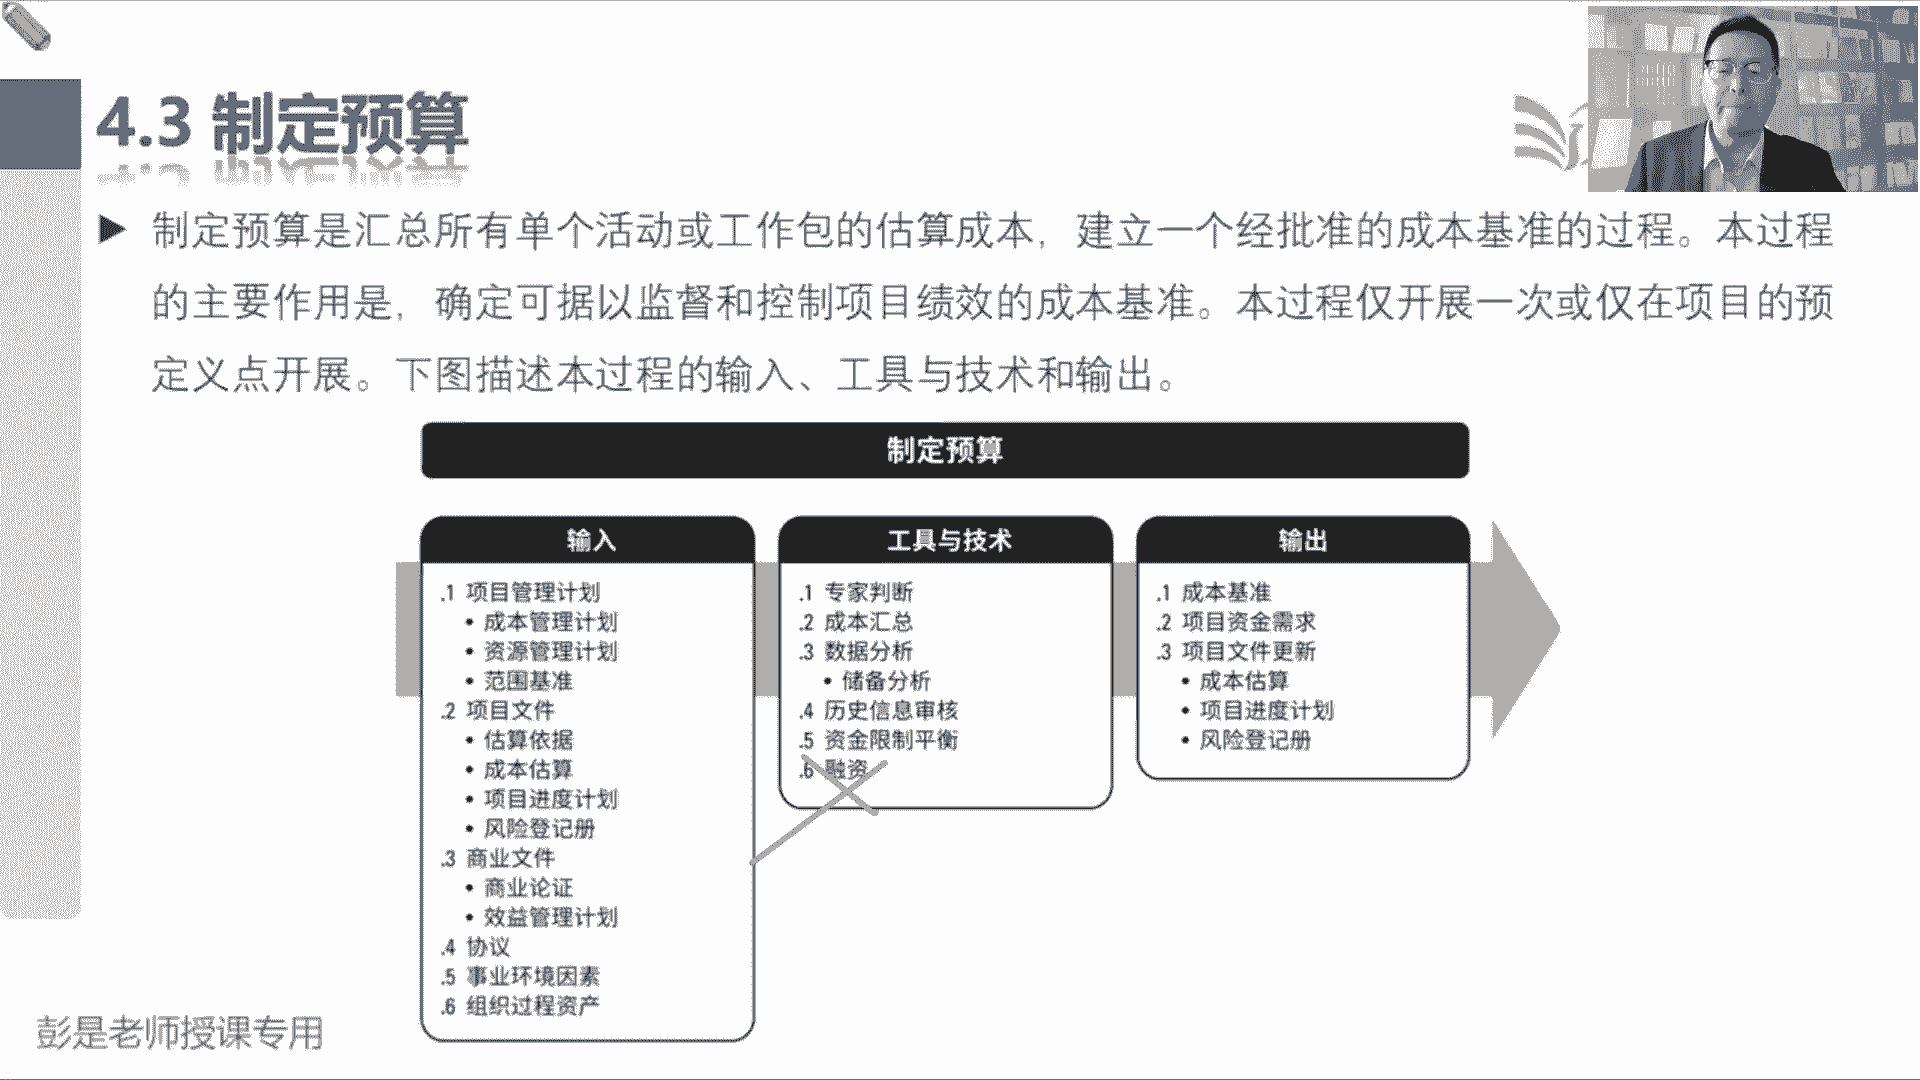 4.3 制定预算
制定预算是汇总所有单个活动或工作包的估算成本，建立一个经批准的成本基准的过程。本过程
的主要作用是，确定可据以监督和控制项目绩效的成本基准。本过程仅开展一次或仅在项目的预
定义点开展。下图描述本过程的输入、工具与技术和输出。
制定预算
输入
.1 项目管理计划
• 成本管理计划
• 资源管理计划
• 范围基准
.2 项目文件
• 估算依据
• 成本估算
• 项目进度计划
• 风险登记册
.3 商业文件
• 商业论证
• 效益管理计划
.4 协议
.5 事业环境因素
.6 组织过程资产
工具与技术
.1 专家判断
.2 成本汇总
.3 数据分析
• 储备分析
.4 历史信息审核
.5 资金限制平衡
.6 融资
输出
.1 成本基准
.2 项目资金需求
.3 项目文件更新
• 成本估算
• 项目进度计划
• 风险登记册
彭是老师授课专用